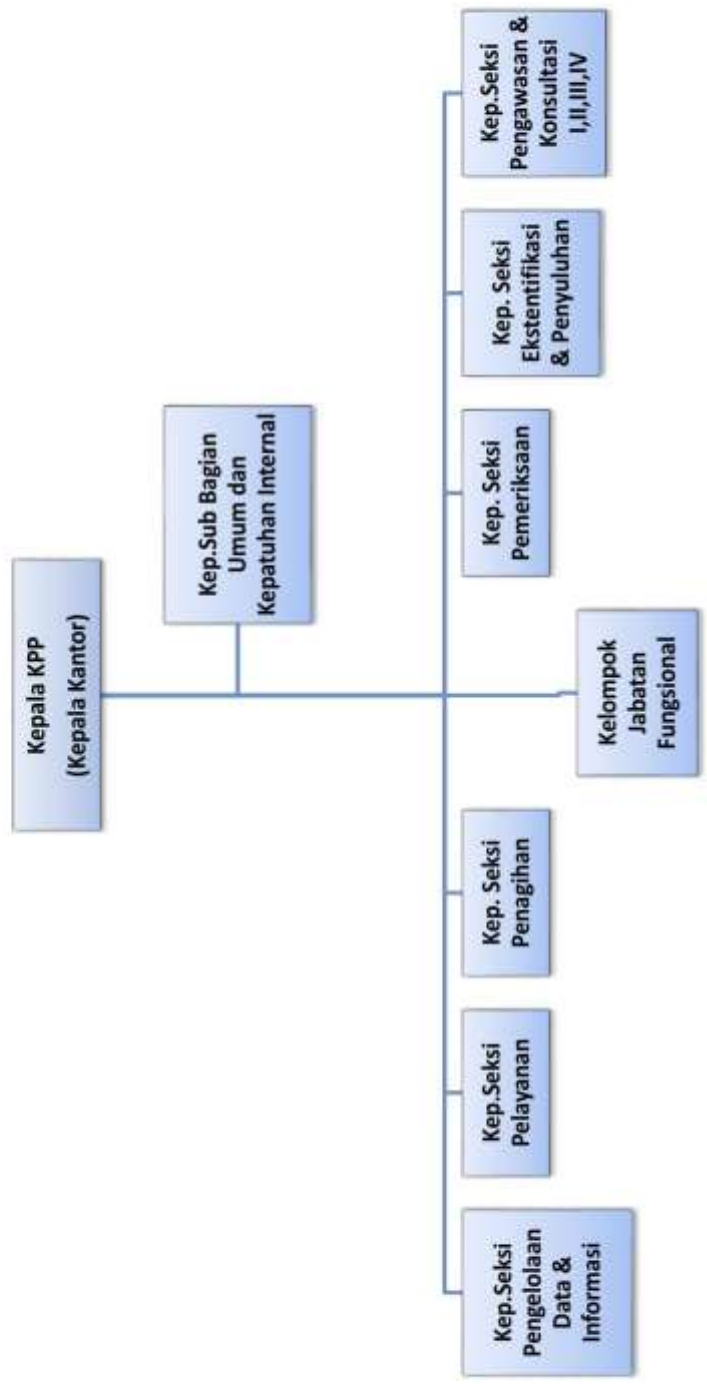 Kepala KPP
(Kepala Kantor)
Kep.Sub Bagian
Umum dan
Kepatuhan Internal
Kep.Seksi
Pengelolaan
Data &
Informasi
Kep.Seksi
Pelayanan
Kep. Seksi
Penagihan
Kelompok
Jabatan
Fungsional
Kep. Seksi
Pemeriksaan
Kep. Seksi
Ekstentifikasi
& Penyuluhan
Kep.Seksi
Pengawasan &
Konsultasi
I,II,III,IV